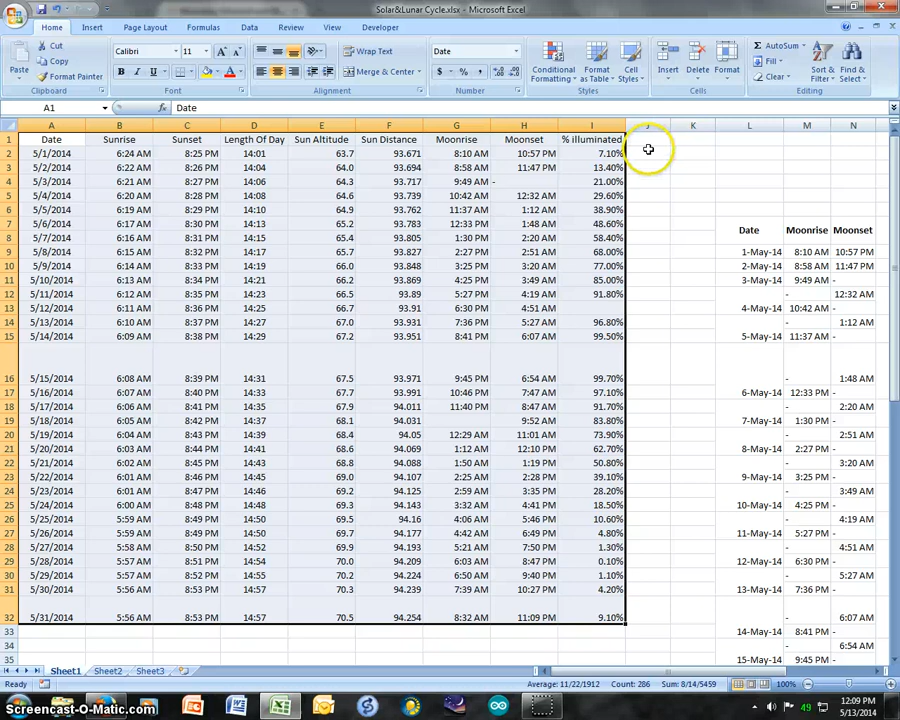 Solar&Lunar Cycle.xlsx - Microsoft Excel
Home Insert Page Layout Formulas Data Review View Developer
Paste Cut Copy Format Painter Clipboard
Calibri 11 Font
Wrap Text Merge & Center Alignment
Date Number
Conditional Formatting Format as Table Cell Styles Styles
Insert Delete Format Cells
AutoSum Fill Clear Sort & Filter Find & Select Editing
A1 Date
A B C D E F G H I J K L M N
1 Date Sunrise Sunset Length Of Day Sun Altitude Sun Distance Moonrise Moonset % Illuminated
2 5/1/2014 6:24 AM 8:25 PM 14:01 63.7 93.671 8:10 AM 10:57 PM 7.10%
3 5/2/2014 6:22 AM 8:26 PM 14:04 64.0 93.694 8:58 AM 11:47 PM 13.40%
4 5/3/2014 6:21 AM 8:27 PM 14:06 64.3 93.717 9:49 AM - 21.00%
5 5/4/2014 6:20 AM 8:28 PM 14:08 64.6 93.739 10:42 AM 12:32 AM 29.60%
6 5/5/2014 6:19 AM 8:29 PM 14:10 64.9 93.762 11:37 AM 1:12 AM 38.90%
7 5/6/2014 6:17 AM 8:30 PM 14:13 65.2 93.783 12:33 PM 1:48 AM 48.60% Date Moonrise Moonset
8 5/7/2014 6:16 AM 8:31 PM 14:15 65.4 93.805 1:30 PM 2:20 AM 58.40%
9 5/8/2014 6:15 AM 8:32 PM 14:17 65.7 93.827 2:27 PM 2:51 AM 68.00% 1-May-14 8:10 AM 10:57 PM
10 5/9/2014 6:14 AM 8:33 PM 14:19 66.0 93.848 3:25 PM 3:20 AM 77.00% 2-May-14 8:58 AM 11:47 PM
11 5/10/2014 6:13 AM 8:34 PM 14:21 66.2 93.869 4:25 PM 3:49 AM 85.00% 3-May-14 9:49 AM -
12 5/11/2014 6:12 AM 8:35 PM 14:23 66.5 93.89 5:27 PM 4:19 AM 91.80% - 12:32 AM
13 5/12/2014 6:11 AM 8:36 PM 14:25 66.7 93.91 6:30 PM 4:51 AM 4-May-14 10:42 AM -
14 5/13/2014 6:10 AM 8:37 PM 14:27 67.0 93.931 7:36 PM 5:27 AM 96.80% - 1:12 AM
15 5/14/2014 6:09 AM 8:38 PM 14:29 67.2 93.951 8:41 PM 6:07 AM 99.50% 5-May-14 11:37 AM -
16 5/15/2014 6:08 AM 8:39 PM 14:31 67.5 93.971 9:45 PM 6:54 AM 99.70% - 1:48 AM
17 5/16/2014 6:07 AM 8:40 PM 14:33 67.7 93.991 10:46 PM 7:47 AM 97.10% 6-May-14 12:33 PM -
18 5/17/2014 6:06 AM 8:41 PM 14:35 67.9 94.011 11:40 PM 8:47 AM 91.70% - 2:20 AM
19 5/18/2014 6:05 AM 8:42 PM 14:37 68.1 94.031 9:52 AM 83.80% 7-May-14 1:30 PM -
20 5/19/2014 6:04 AM 8:43 PM 14:39 68.4 94.05 12:29 AM 11:01 AM 73.90% - 2:51 AM
21 5/20/2014 6:03 AM 8:44 PM 14:41 68.6 94.069 1:12 AM 12:10 PM 62.70% 8-May-14 2:27 PM -
22 5/21/2014 6:02 AM 8:45 PM 14:43 68.8 94.088 1:50 AM 1:19 PM 50.80% - 3:20 AM
23 5/22/2014 6:01 AM 8:46 PM 14:45 69.0 94.107 2:25 AM 2:28 PM 39.10% 9-May-14 3:25 PM -
24 5/23/2014 6:01 AM 8:47 PM 14:46 69.2 94.125 2:59 AM 3:35 PM 28.20% - 3:49 AM
25 5/24/2014 6:00 AM 8:48 PM 14:48 69.3 94.143 3:32 AM 4:41 PM 18.50% 10-May-14 4:25 PM -
26 5/25/2014 5:59 AM 8:49 PM 14:50 69.5 94.16 4:06 AM 5:46 PM 10.60% - 4:19 AM
27 5/26/2014 5:59 AM 8:49 PM 14:50 69.7 94.177 4:42 AM 6:49 PM 4.80% 11-May-14 5:27 PM -
28 5/27/2014 5:58 AM 8:50 PM 14:52 69.9 94.193 5:21 AM 7:50 PM 1.30% - 4:51 AM
29 5/28/2014 5:57 AM 8:51 PM 14:54 70.0 94.209 6:03 AM 8:47 PM 0.10% 12-May-14 6:30 PM -
30 5/29/2014 5:57 AM 8:52 PM 14:55 70.2 94.224 6:50 AM 9:40 PM 1.10% - 5:27 AM
31 5/30/2014 5:56 AM 8:53 PM 14:57 70.3 94.239 7:39 AM 10:27 PM 4.20% 13-May-14 7:36 PM -
32 5/31/2014 5:56 AM 8:53 PM 14:57 70.5 94.254 8:32 AM 11:09 PM 9.10% - 6:07 AM
33 14-May-14 8:41 PM -
34 - 6:54 AM
35 15-May-14 9:45 PM -
Sheet1 Sheet2 Sheet3
Ready Average: 11/22/1912 Count: 286 Sum: 8/14/5459 100%
Screencast-O-Matic.com 49 12:09 PM
5/13/2014